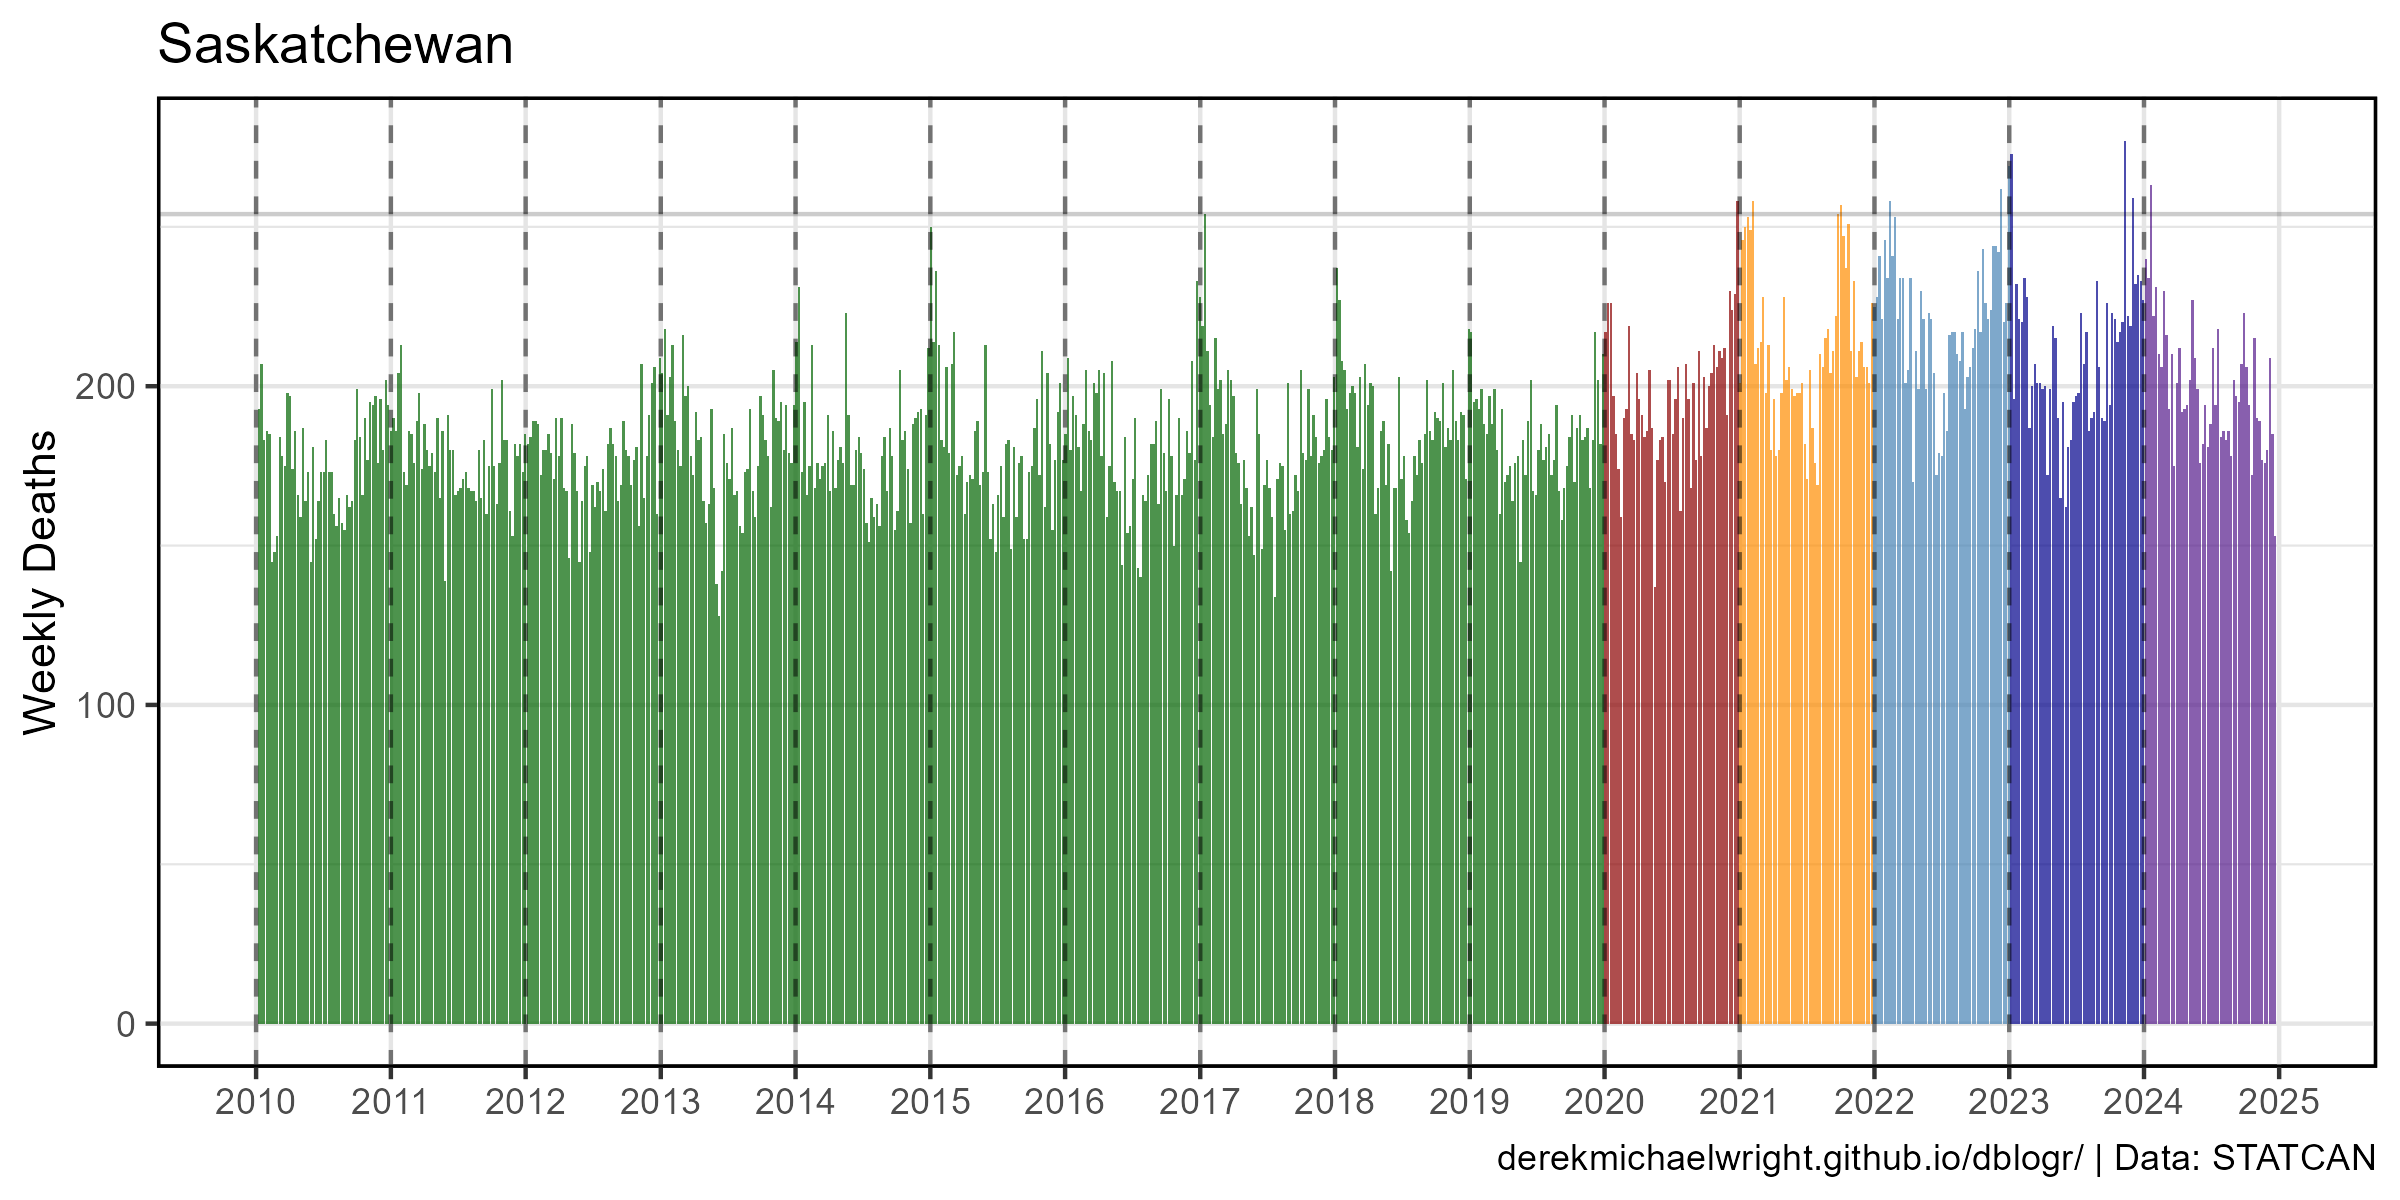 Saskatchewan
Weekly Deaths
200
100
0
2010 2011 2012 2013 2014 2015 2016 2017 2018 2019 2020 2021 2022 2023 2024 2025
derekmichaelwright.github.io/dblogr/ | Data: STATCAN